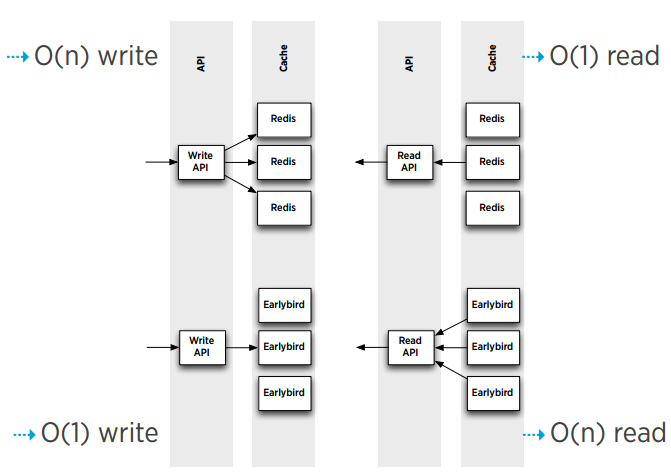 O(n) write
API
Cache
API
Cache
O(1) read
Redis
Write
API
Redis
Redis
Redis
Read
API
Redis
Redis
Earlybird
Write
API
Earlybird
Earlybird
Earlybird
Read
API
Earlybird
Earlybird
O(1) write
O(n) read